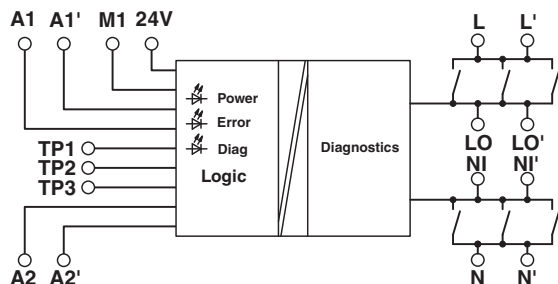 A1 A1' M1 24V L L'
Power
Error
TP1 Diag Diagnostics LO LO'
TP2 Logic NI NI'
TP3
A2 A2' N N'